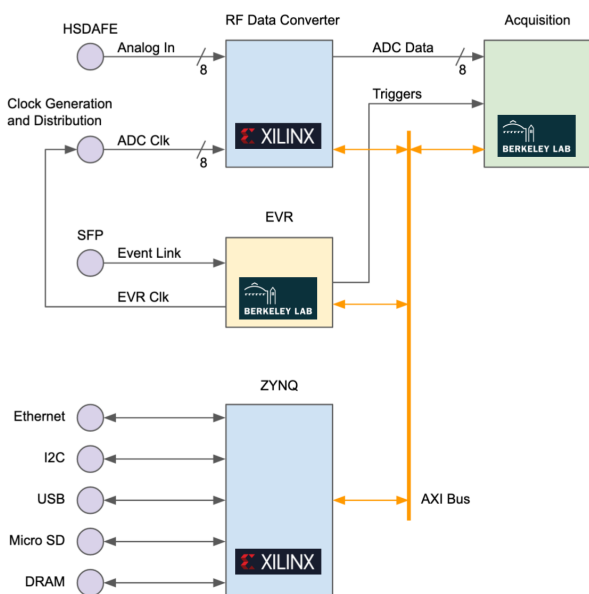 HSDAFE
RF Data Converter
Acquisition
Analog In
8
ADC Data
8
Triggers
Clock Generation
and Distribution
ADC Clk
8
XILINX
BERKELEY LAB
EVR
SFP
Event Link
EVR Clk
BERKELEY LAB
ZYNQ
Ethernet
I2C
USB
AXI Bus
Micro SD
XILINX
DRAM